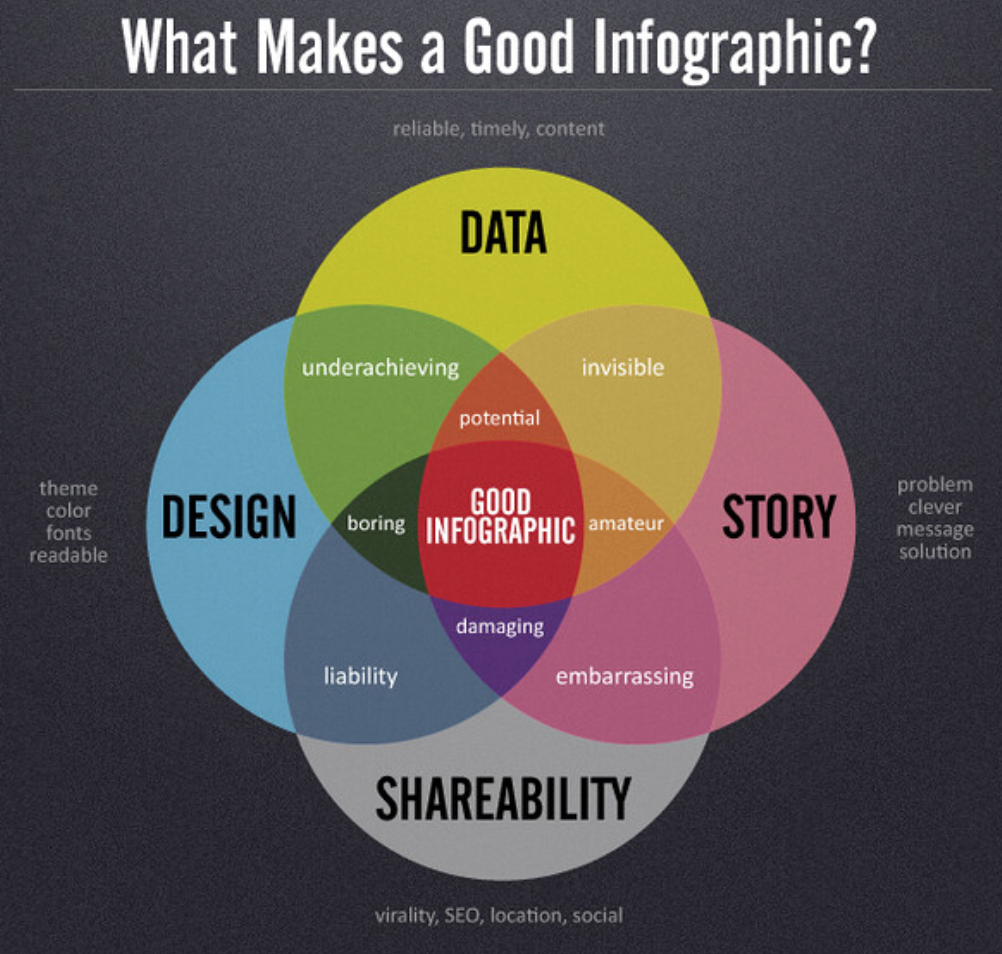 What Makes a Good Infographic?
reliable, timely, content
DATA
underachieving
invisible
potential
theme
color
fonts
readable
DESIGN
boring
GOOD
INFOGRAPHIC
amateur
STORY
problem
clever
message
solution
damaging
liability
embarrassing
SHAREABILITY
virality, SEO, location, social